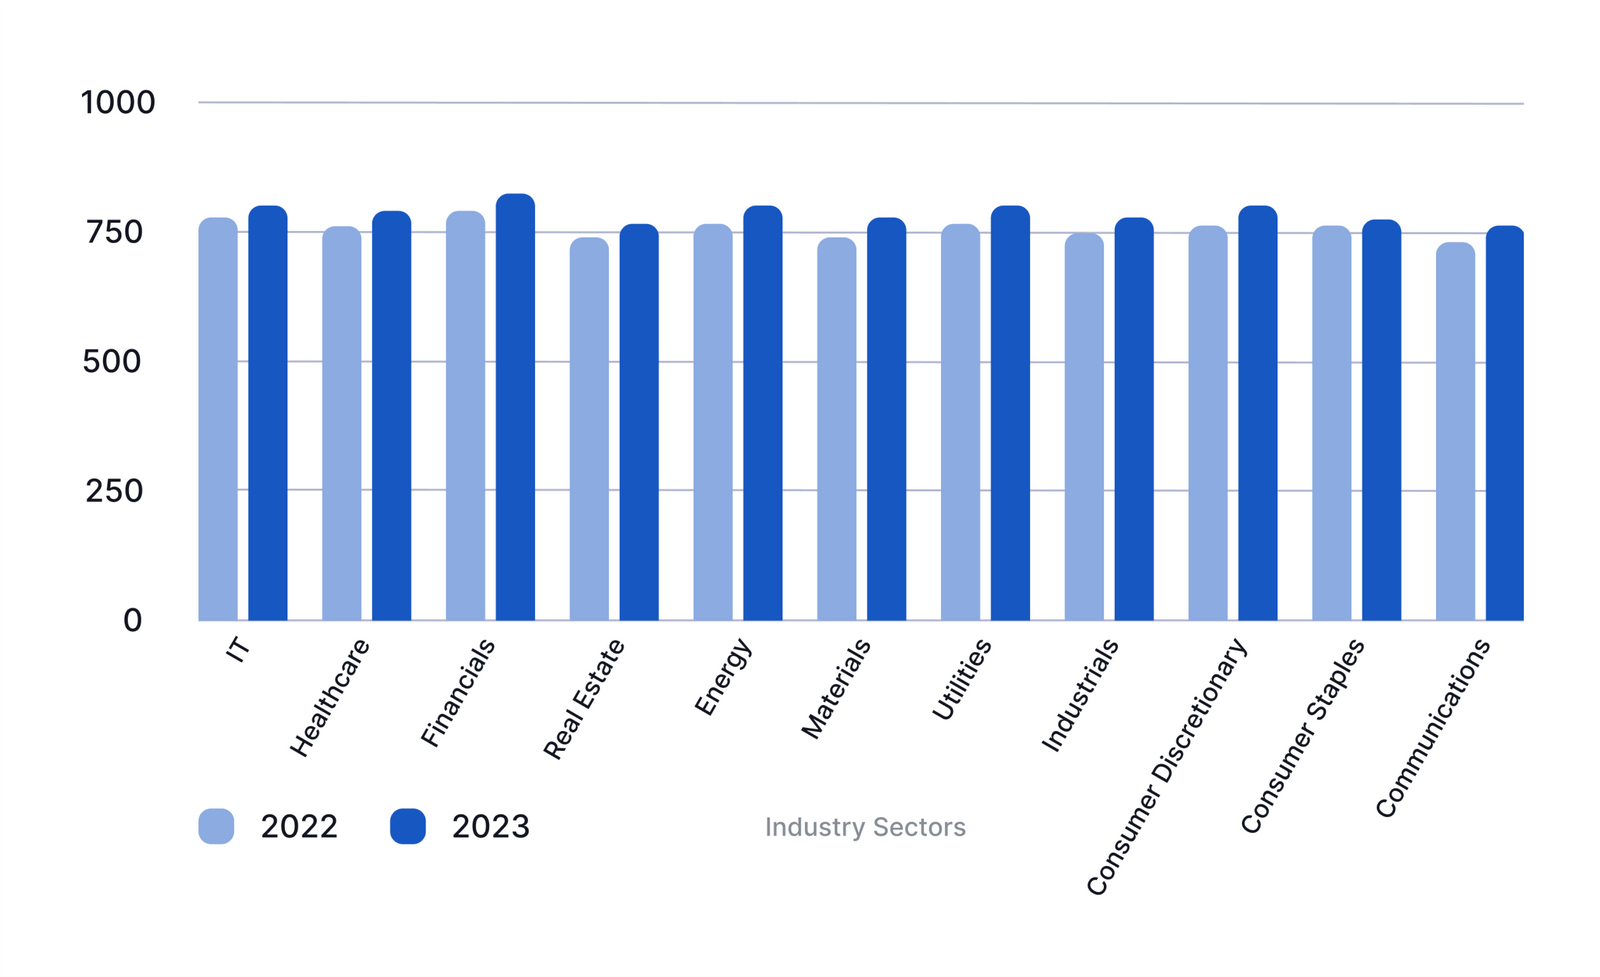 1000
750
500
250
0
IT
Healthcare
Financials
Real Estate
Energy
Materials
Utilities
Industrials
Consumer Discretionary
Consumer Staples
Communications
2022
2023
Industry Sectors